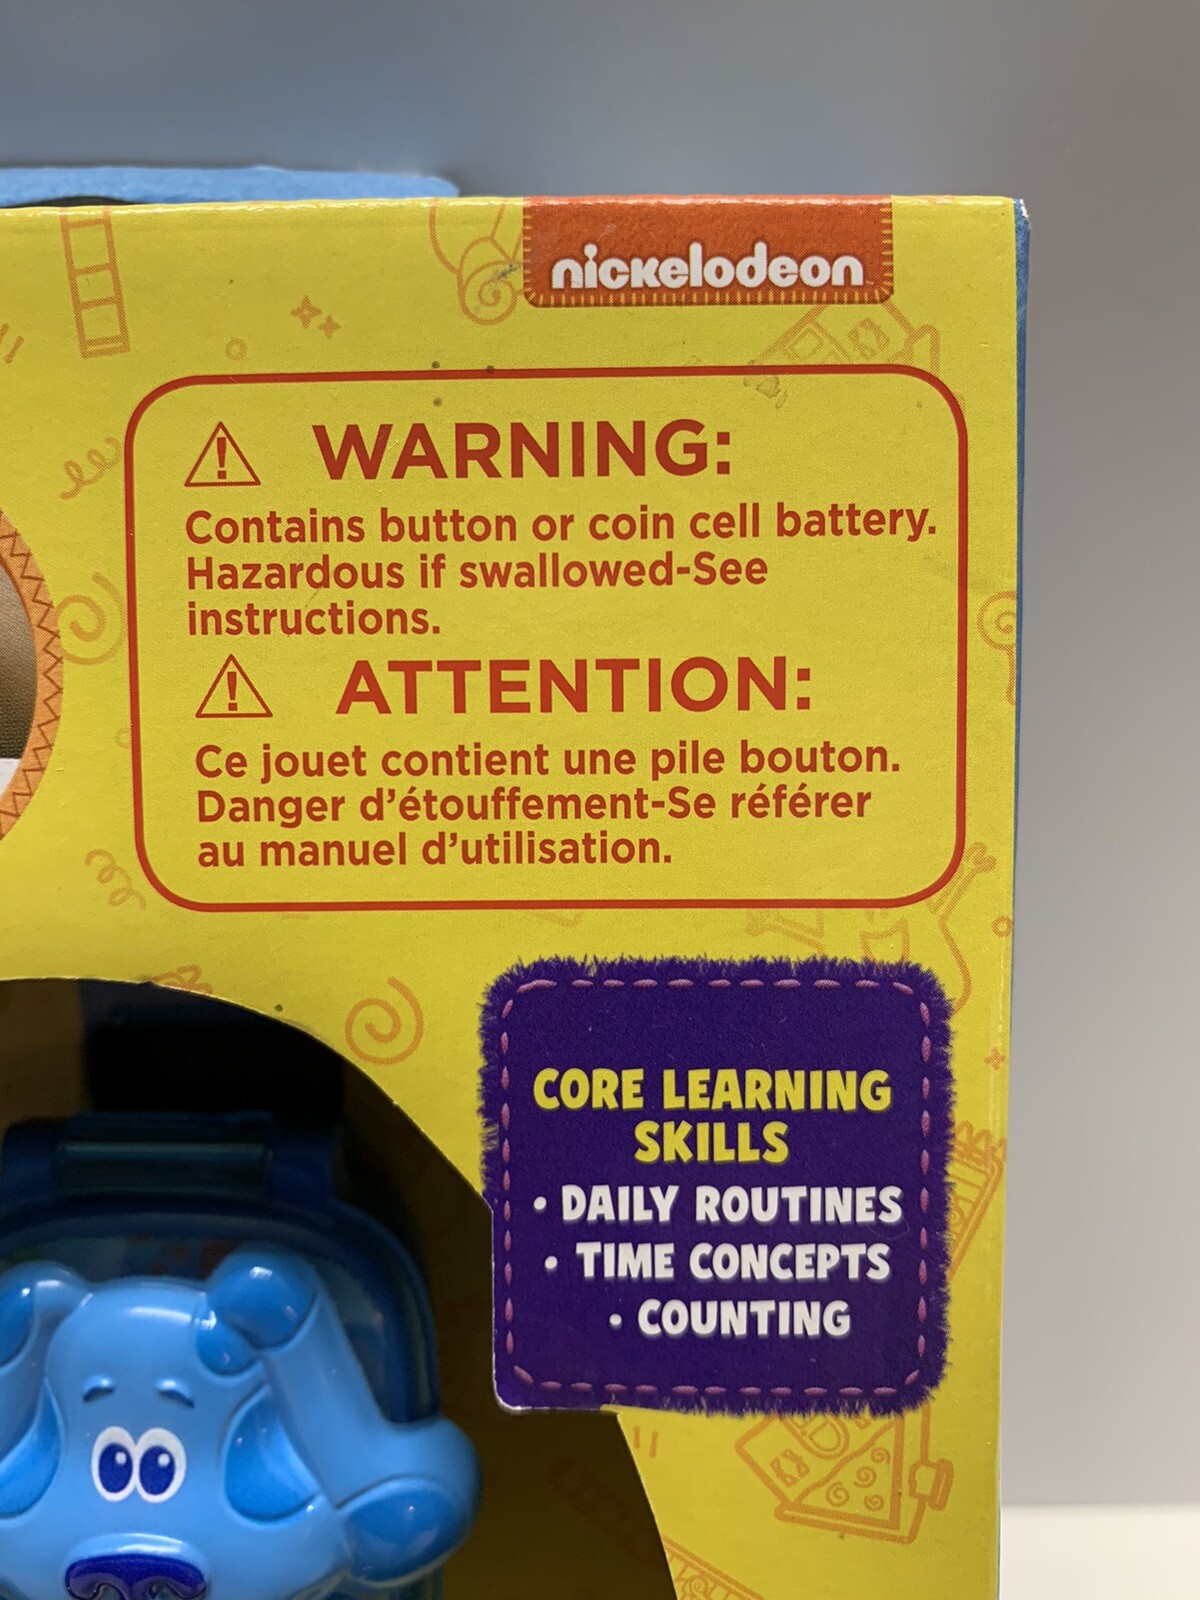 nickelodeon
WARNING:
Contains button or coin cell battery.
Hazardous if swallowed-See
instructions.
ATTENTION:
Ce jouet contient une pile bouton.
Danger d’étouffement-Se référer
au manuel d’utilisation.
CORE LEARNING
SKILLS
• DAILY ROUTINES
• TIME CONCEPTS
• COUNTING